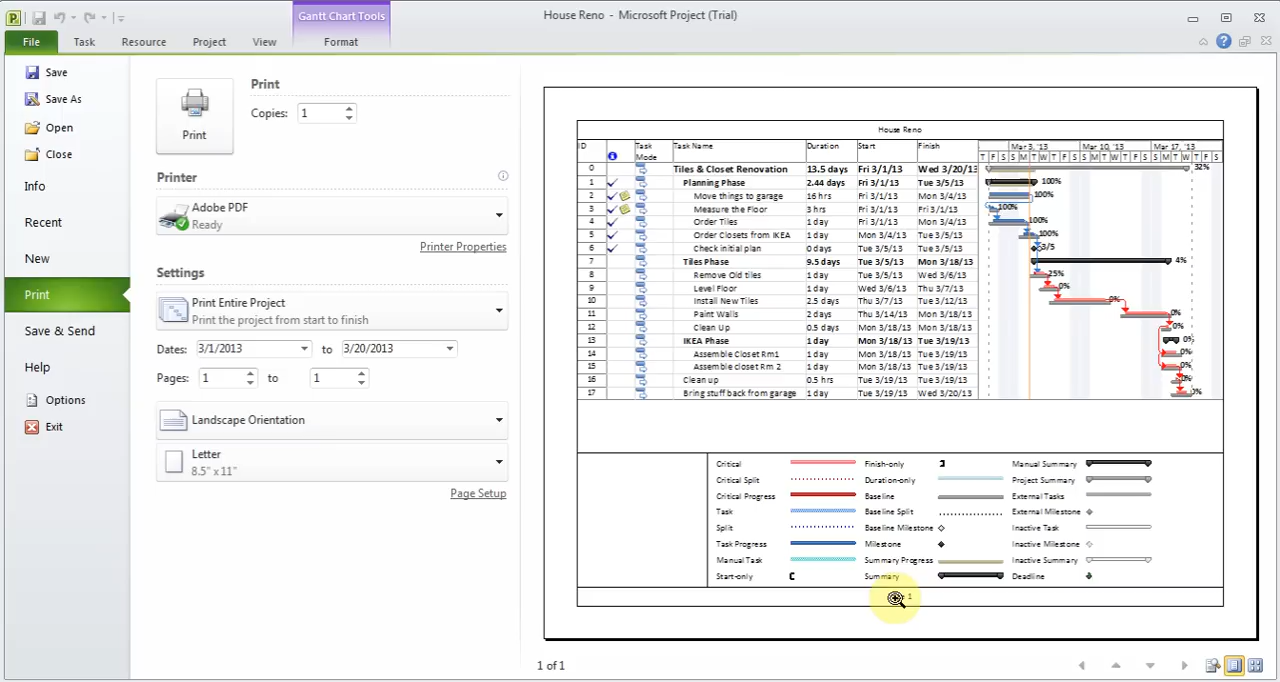 House Reno - Microsoft Project (Trial)
Gantt Chart Tools
File Task Resource Project View Format
Save
Save As
Open
Close
Info
Recent
New
Print
Save & Send
Help
Options
Exit
Print
Print
Copies: 1
Printer
Adobe PDF
Ready
Printer Properties
Settings
Print Entire Project
Print the project from start to finish
Dates: 3/1/2013 to 3/20/2013
Pages: 1 to 1
Landscape Orientation
Letter
8.5" x 11"
Page Setup
House Reno
ID Task Mode Task Name Duration Start Finish Mar 3, '13 Mar 10, '13 Mar 17, '13
T F S S M T W T F S S M T W T F S S M T W T F S
0 Tiles & Closet Renovation 13.5 days Fri 3/1/13 Wed 3/20/13 32%
1 Planning Phase 2.44 days Fri 3/1/13 Tue 3/5/13 100%
2 Move things to garage 16 hrs Fri 3/1/13 Mon 3/4/13 100%
3 Measure the Floor 3 hrs Fri 3/1/13 Fri 3/1/13 100%
4 Order Tiles 1 day Fri 3/1/13 Mon 3/4/13 100%
5 Order Closets from IKEA 1 day Mon 3/4/13 Tue 3/5/13 100%
6 Check initial plan 0 days Tue 3/5/13 Tue 3/5/13 3/5
7 Tiles Phase 9.5 days Tue 3/5/13 Mon 3/18/13 4%
8 Remove Old tiles 1 day Tue 3/5/13 Wed 3/6/13 25%
9 Level Floor 1 day Wed 3/6/13 Thu 3/7/13 0%
10 Install New Tiles 2.5 days Thu 3/7/13 Tue 3/12/13 0%
11 Paint Walls 2 days Thu 3/14/13 Mon 3/18/13 0%
12 Clean Up 0.5 days Mon 3/18/13 Mon 3/18/13 0%
13 IKEA Phase 1 day Mon 3/18/13 Tue 3/19/13 0%
14 Assemble Closet Rm1 1 day Mon 3/18/13 Tue 3/19/13 0%
15 Assemble closet Rm 2 1 day Mon 3/18/13 Tue 3/19/13 0%
16 Clean up 0.5 hrs Tue 3/19/13 Tue 3/19/13 0%
17 Bring stuff back from garage 1 day Tue 3/19/13 Wed 3/20/13 0%
Critical Finish-only Manual Summary
Critical Split Duration-only Project Summary
Critical Progress Baseline External Tasks
Task Baseline Split External Milestone
Split Baseline Milestone Inactive Task
Task Progress Milestone Inactive Milestone
Manual Task Summary Progress Inactive Summary
Start-only Summary Deadline
1
1 of 1